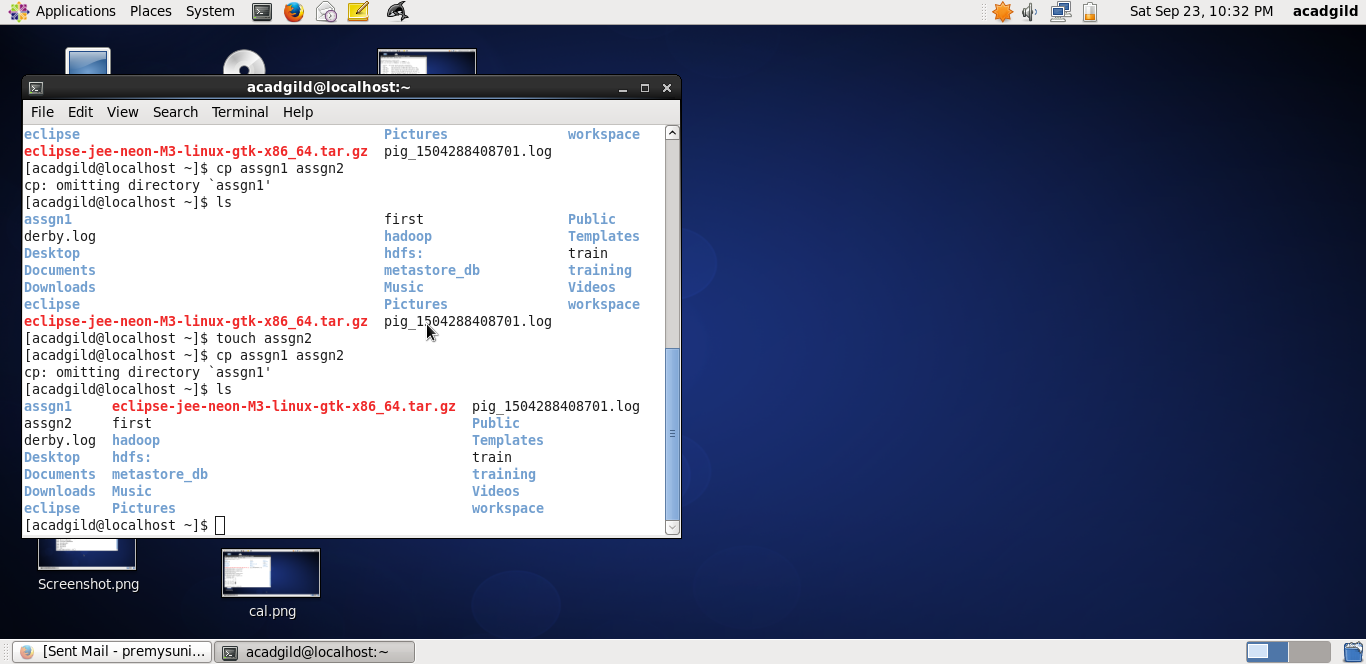 Applications Places System Sat Sep 23, 10:32 PM acadgild
acadgild@localhost:~
File Edit View Search Terminal Help
eclipse Pictures workspace
eclipse-jee-neon-M3-linux-gtk-x86_64.tar.gz pig_1504288408701.log
[acadgild@localhost ~]$ cp assgn1 assgn2
cp: omitting directory `assgn1'
[acadgild@localhost ~]$ ls
assgn1 first Public
derby.log hadoop Templates
Desktop hdfs: train
Documents metastore_db training
Downloads Music Videos
eclipse Pictures workspace
eclipse-jee-neon-M3-linux-gtk-x86_64.tar.gz pig_1504288408701.log
[acadgild@localhost ~]$ touch assgn2
[acadgild@localhost ~]$ cp assgn1 assgn2
cp: omitting directory `assgn1'
[acadgild@localhost ~]$ ls
assgn1 eclipse-jee-neon-M3-linux-gtk-x86_64.tar.gz pig_1504288408701.log
assgn2 first Public
derby.log hadoop Templates
Desktop hdfs: train
Documents metastore_db training
Downloads Music Videos
eclipse Pictures workspace
[acadgild@localhost ~]$
Screenshot.png
cal.png
[Sent Mail - premysuni... acadgild@localhost:~